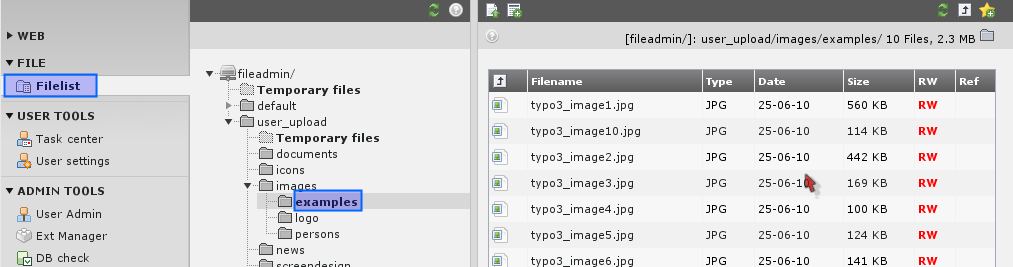 WEB
FILE
Filelist
USER TOOLS
Task center
User settings
ADMIN TOOLS
User Admin
Ext Manager
DB check
fileadmin/
Temporary files
default
user_upload
Temporary files
documents
icons
images
examples
logo
persons
news
screendesign
[fileadmin/]: user_upload/images/examples/ 10 Files, 2.3 MB
Filename Type Date Size RW Ref
typo3_image1.jpg JPG 25-06-10 560 KB RW
typo3_image10.jpg JPG 25-06-10 114 KB RW
typo3_image2.jpg JPG 25-06-10 442 KB RW
typo3_image3.jpg JPG 25-06-10 169 KB RW
typo3_image4.jpg JPG 25-06-10 100 KB RW
typo3_image5.jpg JPG 25-06-10 124 KB RW
typo3_image6.jpg JPG 25-06-10 141 KB RW